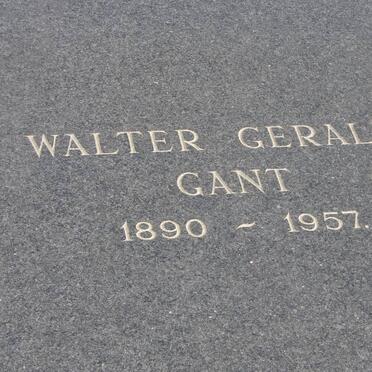 WALTER GERAL
GANT
1890 ~ 1957.